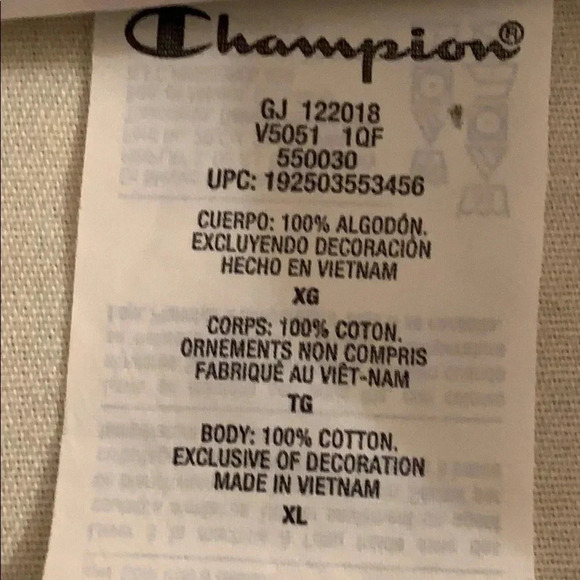 Champion®
GJ 122018
V5051 1QF
550030
UPC: 192503553456
CUERPO: 100% ALGODÓN.
EXCLUYENDO DECORACIÓN
HECHO EN VIETNAM
XG
CORPS: 100% COTON.
ORNEMENTS NON COMPRIS
FABRIQUÉ AU VIÊT-NAM
TG
BODY: 100% COTTON.
EXCLUSIVE OF DECORATION
MADE IN VIETNAM
XL